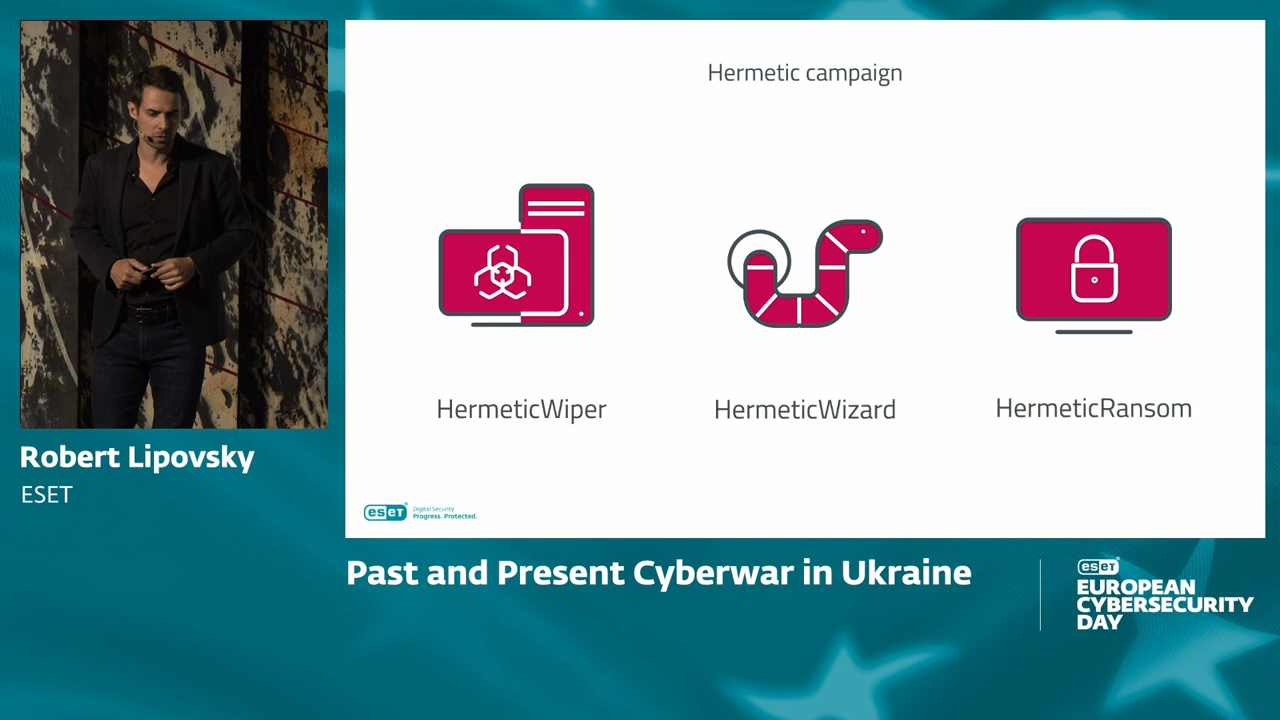 Hermetic campaign
HermeticWiper
HermeticWizard
HermeticRansom
eset
Digital Security
Progress. Protected.
Robert Lipovsky
ESET
Past and Present Cyberwar in Ukraine
eset
EUROPEAN
CYBERSECURITY
DAY